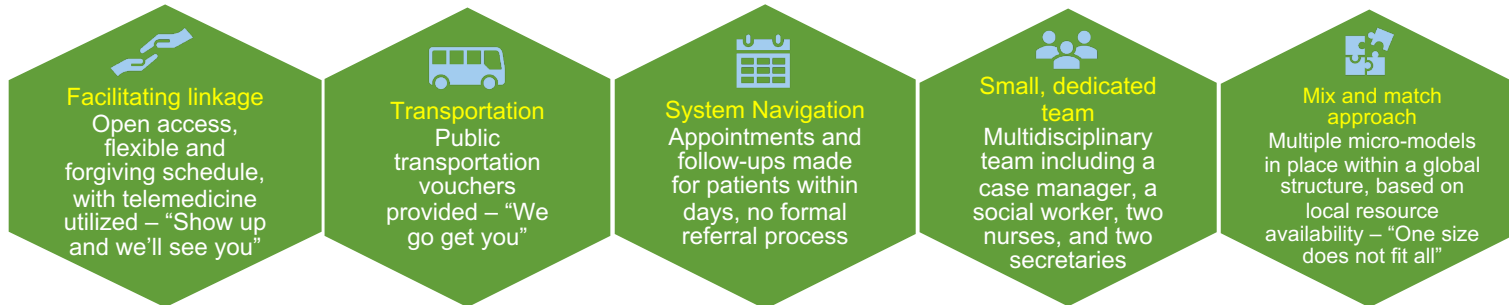 Facilitating linkage
Open access,
flexible and
forgiving schedule,
with telemedicine
utilized – “Show up
and we’ll see you”
Transportation
Public
transportation
vouchers
provided – “We
go get you”
System Navigation
Appointments and
follow-ups made
for patients within
days, no formal
referral process
Small, dedicated
team
Multidisciplinary
team including a
case manager, a
social worker, two
nurses, and two
secretaries
Mix and match
approach
Multiple micro-models
in place within a global
structure, based on
local resource
availability – “One size
does not fit all”